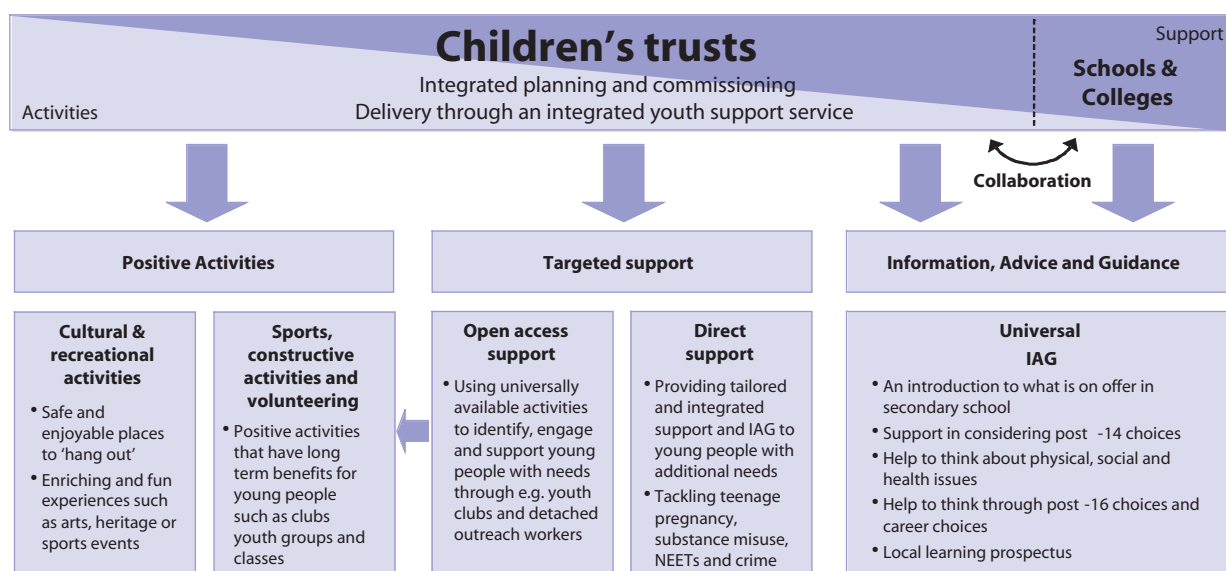 Children's trusts
Integrated planning and commissioning
Delivery through an integrated youth support service
Activities
Support
Schools &
Colleges
Collaboration
Positive Activities
Targeted support
Information, Advice and Guidance
Cultural &
recreational
activities
• Safe and
enjoyable places
to ‘hang out’
• Enriching and fun
experiences such
as arts, heritage or
sports events
Sports,
constructive
activities and
volunteering
• Positive activities
that have long
term benefits for
young people
such as clubs
youth groups and
classes
Open access
support
• Using universally
available activities
to identify, engage
and support young
people with needs
through e.g. youth
clubs and detached
outreach workers
Direct
support
• Providing tailored
and integrated
support and IAG to
young people with
additional needs
• Tackling teenage
pregnancy,
substance misuse,
NEETs and crime
Universal
IAG
• An introduction to what is on offer in
secondary school
• Support in considering post -14 choices
• Help to think about physical, social and
health issues
• Help to think through post -16 choices and
career choices
• Local learning prospectus